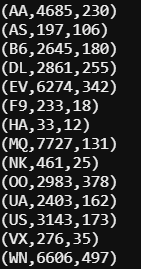 (AA,4685,230)
(AS,197,106)
(B6,2645,180)
(DL,2861,255)
(EV,6274,342)
(F9,233,18)
(HA,33,12)
(MQ,7727,131)
(NK,461,25)
(OO,2983,378)
(UA,2403,162)
(US,3143,173)
(VX,276,35)
(WN,6606,497)